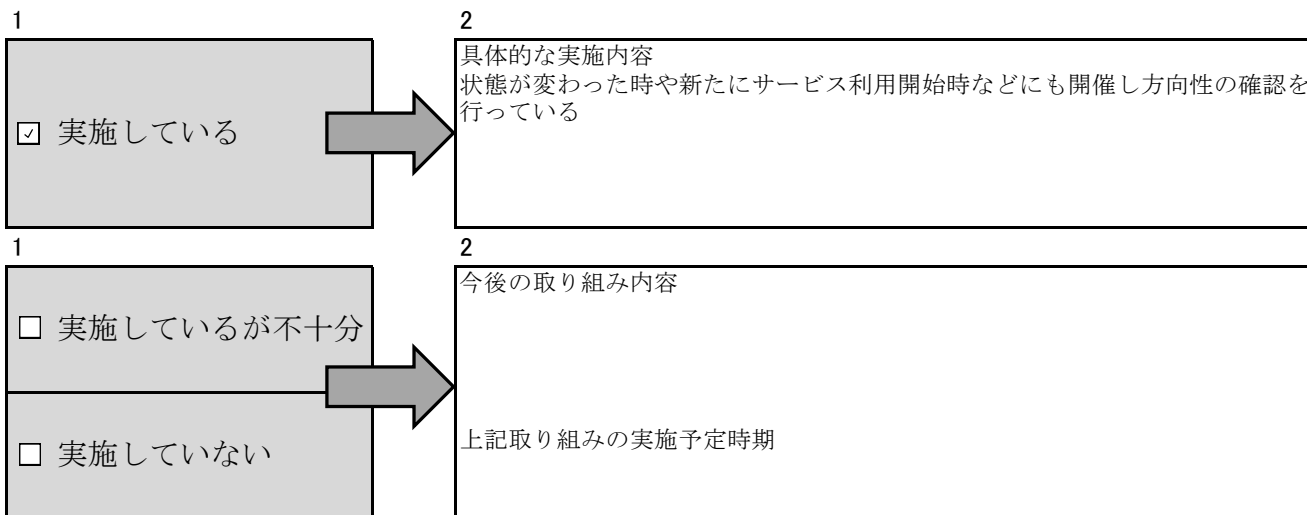 1
2
☑ 実施している
具体的な実施内容
状態が変わった時や新たにサービス利用開始時などにも開催し方向性の確認を
行っている
1
2
☐ 実施しているが不十分
☐ 実施していない
今後の取り組み内容
上記取り組みの実施予定時期